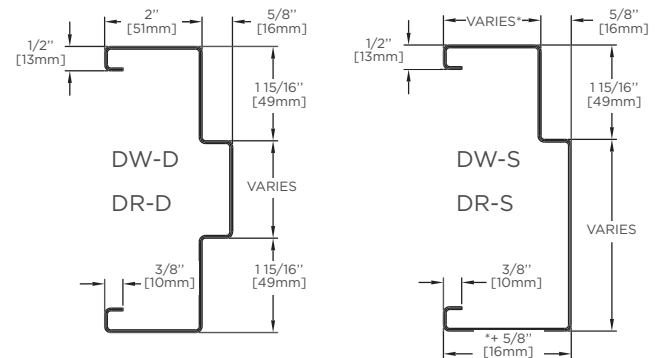 2’’
[51mm]
5/8’’
[16mm]
1/2’’
[13mm]
1 15/16’’
[49mm]
DW-D
DR-D
VARIES
3/8’’
[10mm]
1 15/16’’
[49mm]
VARIES*
5/8’’
[16mm]
1/2’’
[13mm]
1 15/16’’
[49mm]
DW-S
DR-S
VARIES
3/8’’
[10mm]
*+ 5/8’’
[16mm]